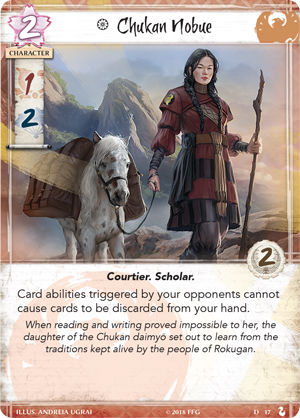 2
Chukan Nobue
CHARACTER
1
2
2
Courtier. Scholar.
Card abilities triggered by your opponents cannot
cause cards to be discarded from your hand.
When reading and writing proved impossible to her, the
daughter of the Chukan daimyō set out to learn from the
traditions kept alive by the people of Rokugan.
ILLUS. ANDREIA UGRAI
© 2018 FFG
D 17